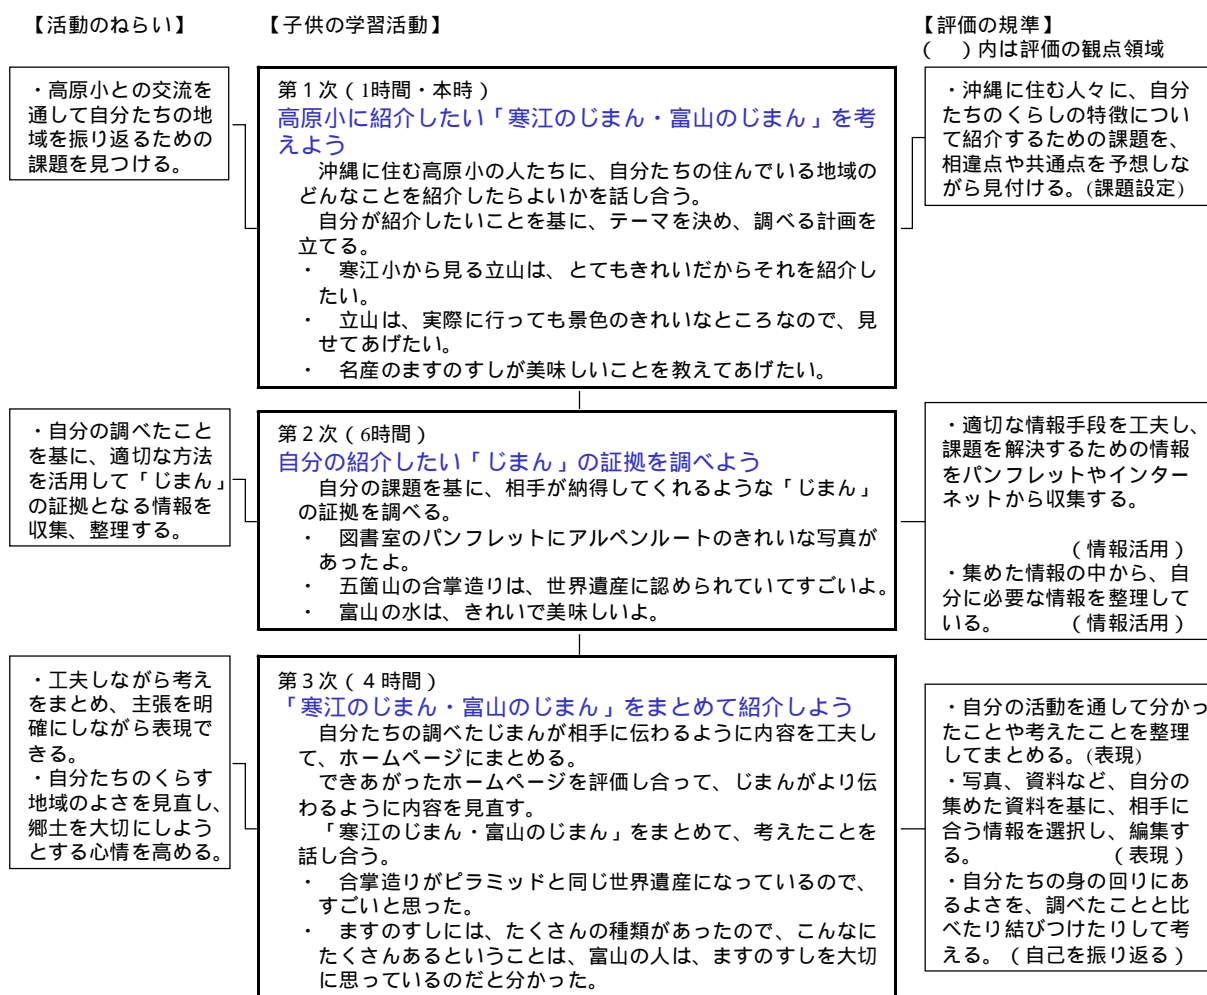 【活動のねらい】
【子供の学習活動】
【評価の規準】
(　)内は評価の観点領域
・高原小との交流を
通して自分たちの地
域を振り返るための
課題を見つける。
第１次(1時間・本時)
高原小に紹介したい「寒江のじまん・富山のじまん」を考
えよう
沖縄に住む高原小の人たちに、自分たちの住んでいる地域の
どんなことを紹介したらよいかを話し合う。
自分が紹介したいことを基に、テーマを決め、調べる計画を
立てる。
・　寒江小から見る立山は、とてもきれいだからそれを紹介し
たい。
・　立山は、実際に行っても景色のきれいなところなので、見
せてあげたい。
・　名産のますのすしが美味しいことを教えてあげたい。
・沖縄に住む人々に、自分
たちのくらしの特徴につい
て紹介するための課題を、
相違点や共通点を予想しな
がら見付ける。(課題設定)
・自分の調べたこと
を基に、適切な方法
を活用して「じまん」
の証拠となる情報を
収集、整理する。
第２次(6時間)
自分の紹介したい「じまん」の証拠を調べよう
自分の課題を基に、相手が納得してくれるような「じまん」
の証拠を調べる。
・　図書室のパンフレットにアルペンルートのきれいな写真が
あったよ。
・　五箇山の合掌造りは、世界遺産に認められていてすごいよ。
・　富山の水は、きれいで美味しいよ。
・適切な情報手段を工夫し、
課題を解決するための情報
をパンフレットやインター
ネットから収集する。
(情報活用)
・集めた情報の中から、自
分に必要な情報を整理して
いる。　(情報活用)
・工夫しながら考え
をまとめ、主張を明
確にしながら表現で
きる。
・自分たちのくらす
地域のよさを見直し、
郷土を大切にしよう
とする心情を高める。
第３次(４時間)
「寒江のじまん・富山のじまん」をまとめて紹介しよう
自分たちの調べたじまんが相手に伝わるように内容を工夫し
て、ホームページにまとめる。
できあがったホームページを評価し合って、じまんがより伝
わるように内容を見直す。
「寒江のじまん・富山のじまん」をまとめて、考えたことを
話し合う。
・　合掌造りがピラミッドと同じ世界遺産になっているので、
すごいと思った。
・　ますのすしには、たくさんの種類があったので、こんなに
たくさんあるということは、富山の人は、ますのすしを大切
に思っているのだと分かった。
・自分の活動を通して分かっ
たことや考えたことを整理
してまとめる。(表現)
・写真、資料など、自分の
集めた資料を基に、相手に
合う情報を選択し、編集す
る。　(表現)
・自分たちの身の回りにあ
るよさを、調べたことと比
べたり結びつけたりして考
える。(自己を振り返る)